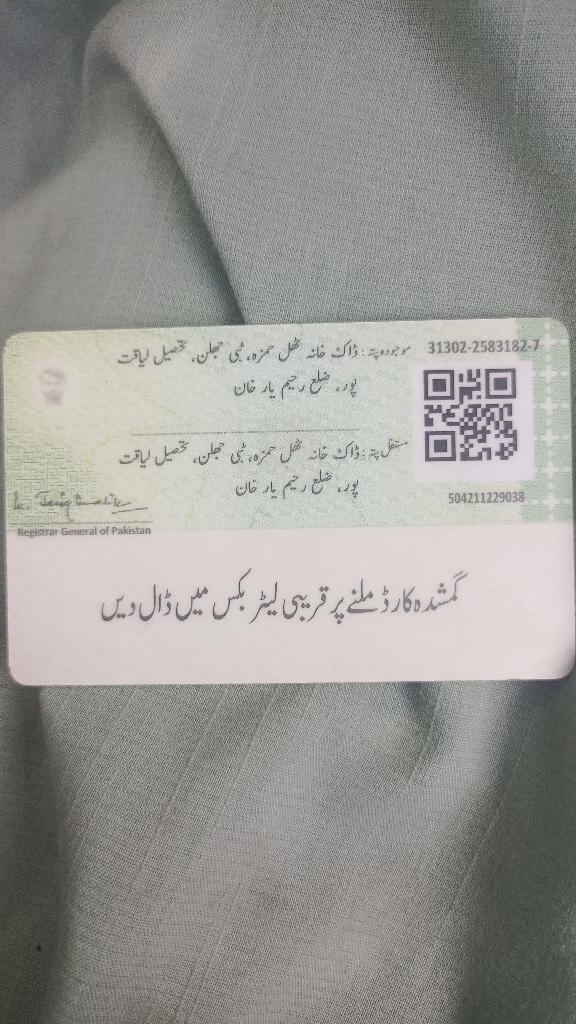 موجودہ پتہ: ڈاک خانہ ٹھل حمزہ، ٹبی جھلن، تحصیل لیاقت
پور، ضلع رحیم یار خان
31302-2583182-7
مستقل پتہ: ڈاک خانہ ٹھل حمزہ، ٹبی جھلن، تحصیل لیاقت
پور، ضلع رحیم یار خان
504211229038
Registrar General of Pakistan
گمشدہ کارڈ ملنے پر قریبی لیٹر بکس میں ڈال دیں